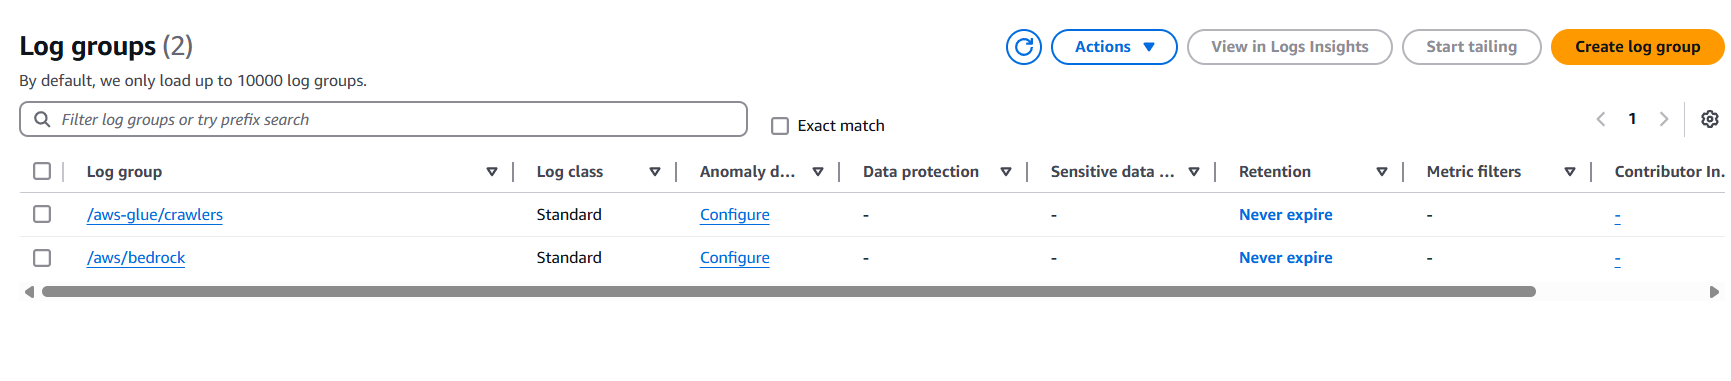 Log groups (2)
Actions
View in Logs Insights
Start tailing
Create log group
By default, we only load up to 10000 log groups.
Filter log groups or try prefix search
Exact match
1
Log group Log class Anomaly d... Data protection Sensitive data ... Retention Metric filters Contributor In.
/aws-glue/crawlers Standard Configure - - Never expire - -
/aws/bedrock Standard Configure - - Never expire - -